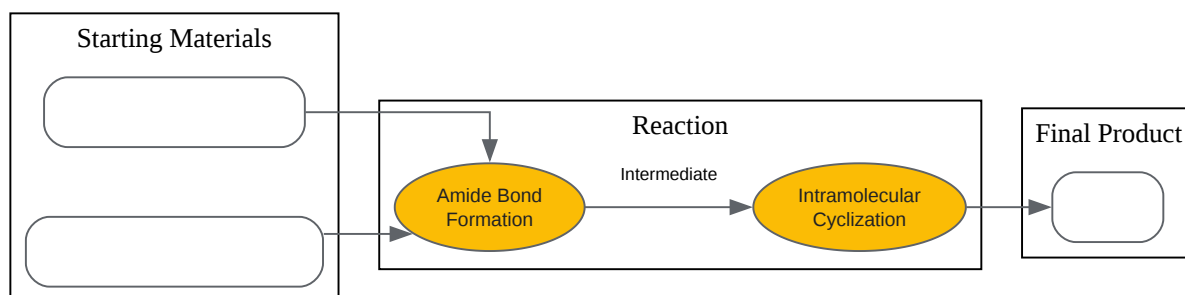 Starting Materials
Reaction
Final Product
Amide Bond
Formation
Intermediate
Intramolecular
Cyclization